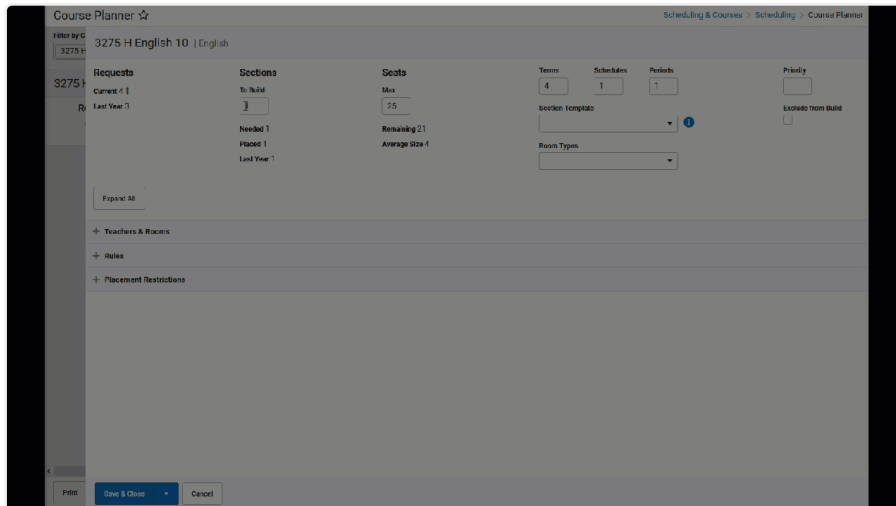 Course Planner ☆
Scheduling & Courses > Scheduling > Course Planner
Filter by C
3275 H
3275 H English 10 | English
3275 H
Requests
Sections
Seats
Terms
Schedules
Periods
Priority
Current 4
To Build
Max
4
1
1
Last Year 3
25
Section Template
Exclude from Build
Needed 1
Remaining 21
Placed 1
Average Size 4
Room Types
Last Year 1
Expand All
+ Teachers & Rooms
+ Rules
+ Placement Restrictions
Print
Save & Close
Cancel